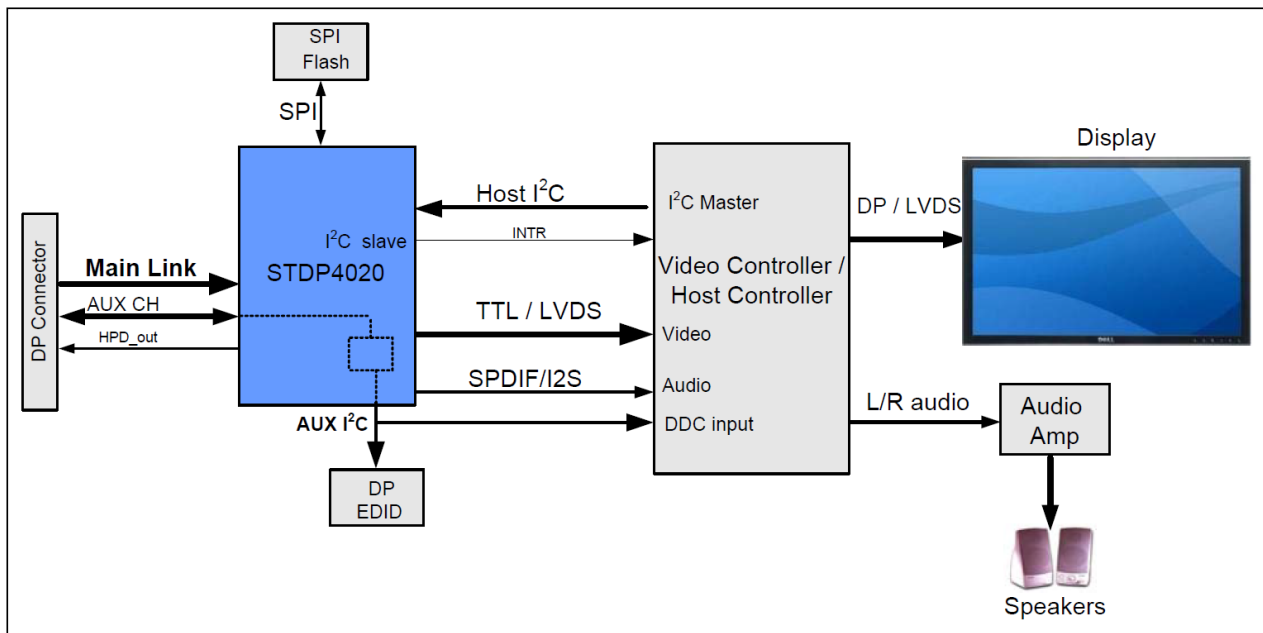 SPI
Flash
SPI
Display
Host I²C
I²C Master
DP / LVDS
I²C slave
INTR
STDP4020
DP Connector
Main Link
AUX CH
HPD_out
Video Controller /
Host Controller
TTL / LVDS
Video
DELL
SPDIF/I2S
Audio
L/R audio
Audio
Amp
AUX I²C
DDC input
DP
EDID
Speakers